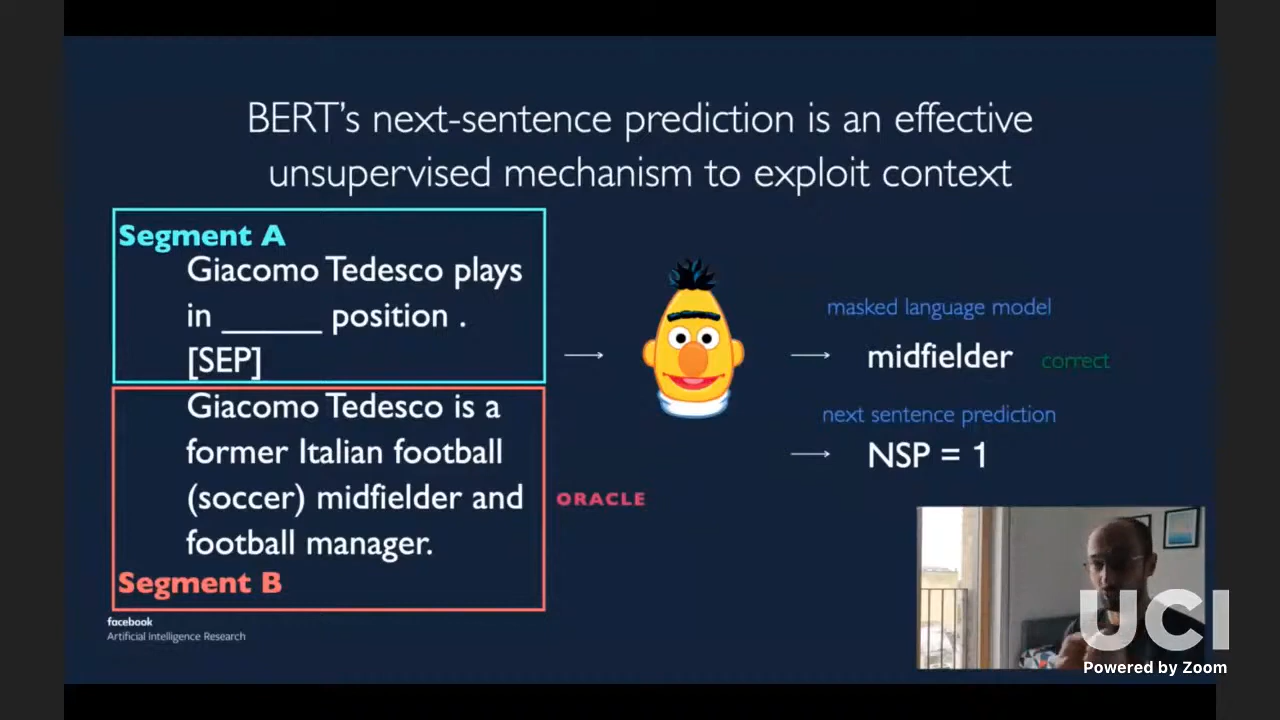 BERT's next-sentence prediction is an effective
unsupervised mechanism to exploit context
Segment A
Giacomo Tedesco plays
in ______ position .
[SEP]
Giacomo Tedesco is a
former Italian football
(soccer) midfielder and
football manager.
Segment B
ORACLE
masked language model
midfielder correct
next sentence prediction
NSP = 1
facebook
Artificial Intelligence Research
UCI
Powered by Zoom